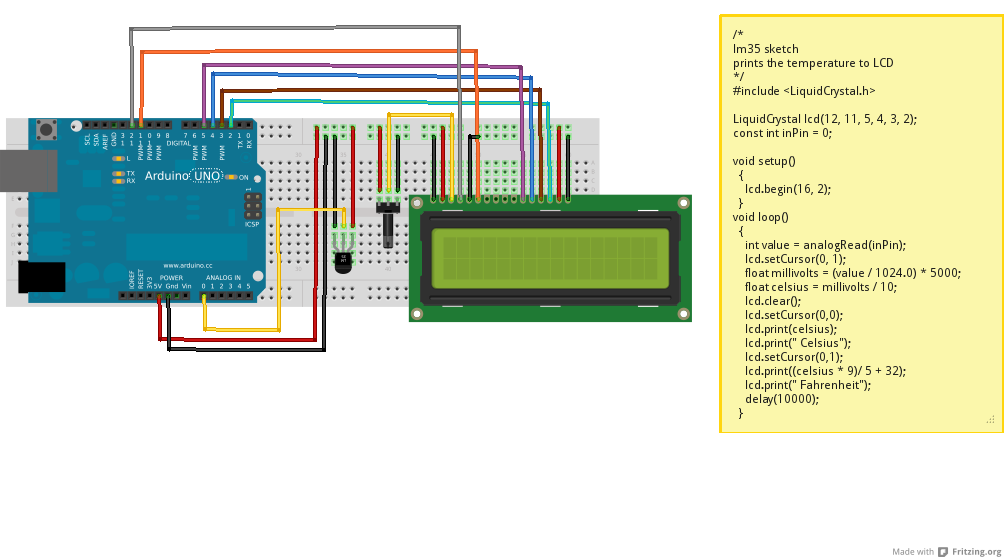 /*
lm35 sketch
prints the temperature to LCD
*/
#include <LiquidCrystal.h>
LiquidCrystal lcd(12, 11, 5, 4, 3, 2);
const int inPin = 0;
void setup()
{
lcd.begin(16, 2);
}
void loop()
{
int value = analogRead(inPin);
lcd.setCursor(0, 1);
float millivolts = (value / 1024.0) * 5000;
float celsius = millivolts / 10;
lcd.clear();
lcd.setCursor(0,0);
lcd.print(celsius);
lcd.print(" Celsius");
lcd.setCursor(0,1);
lcd.print((celsius * 9)/ 5 + 32);
lcd.print(" Fahrenheit");
delay(10000);
}
SCL
SDA
AREF
GND
13
12
PWM 11
PWM 10
PWM 9
8
7
PWM 6
PWM 5
4
PWM 3
2
TX 1
RX 0
DIGITAL
L
TX
RX
Arduino UNO
ON
1
ICSP
www.arduino.cc
POWER
ANALOG IN
IOREF
RESET
3V3
5V Gnd Vin
0 1 2 3 4 5
Made with Fritzing.org